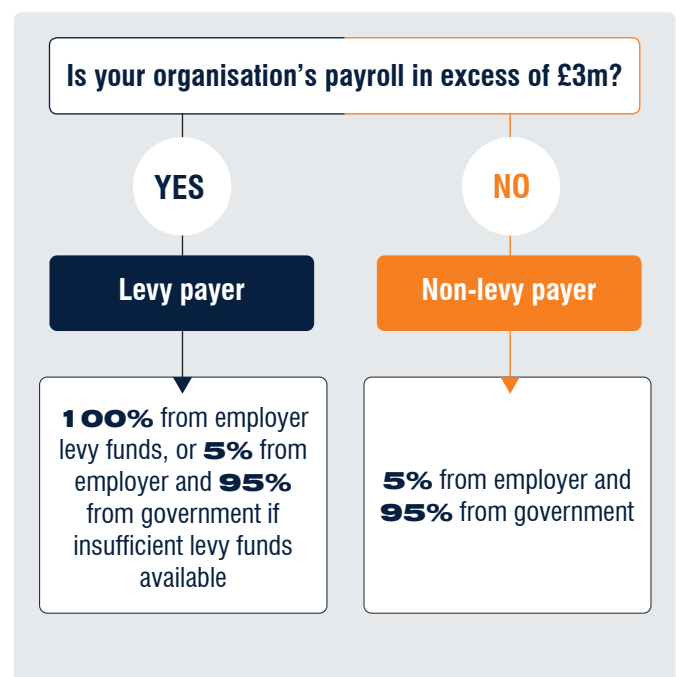 Is your organisation’s payroll in excess of £3m?
YES
NO
Levy payer
Non-levy payer
100% from employer
levy funds, or 5% from
employer and 95%
from government if
insufficient levy funds
available
5% from employer and
95% from government